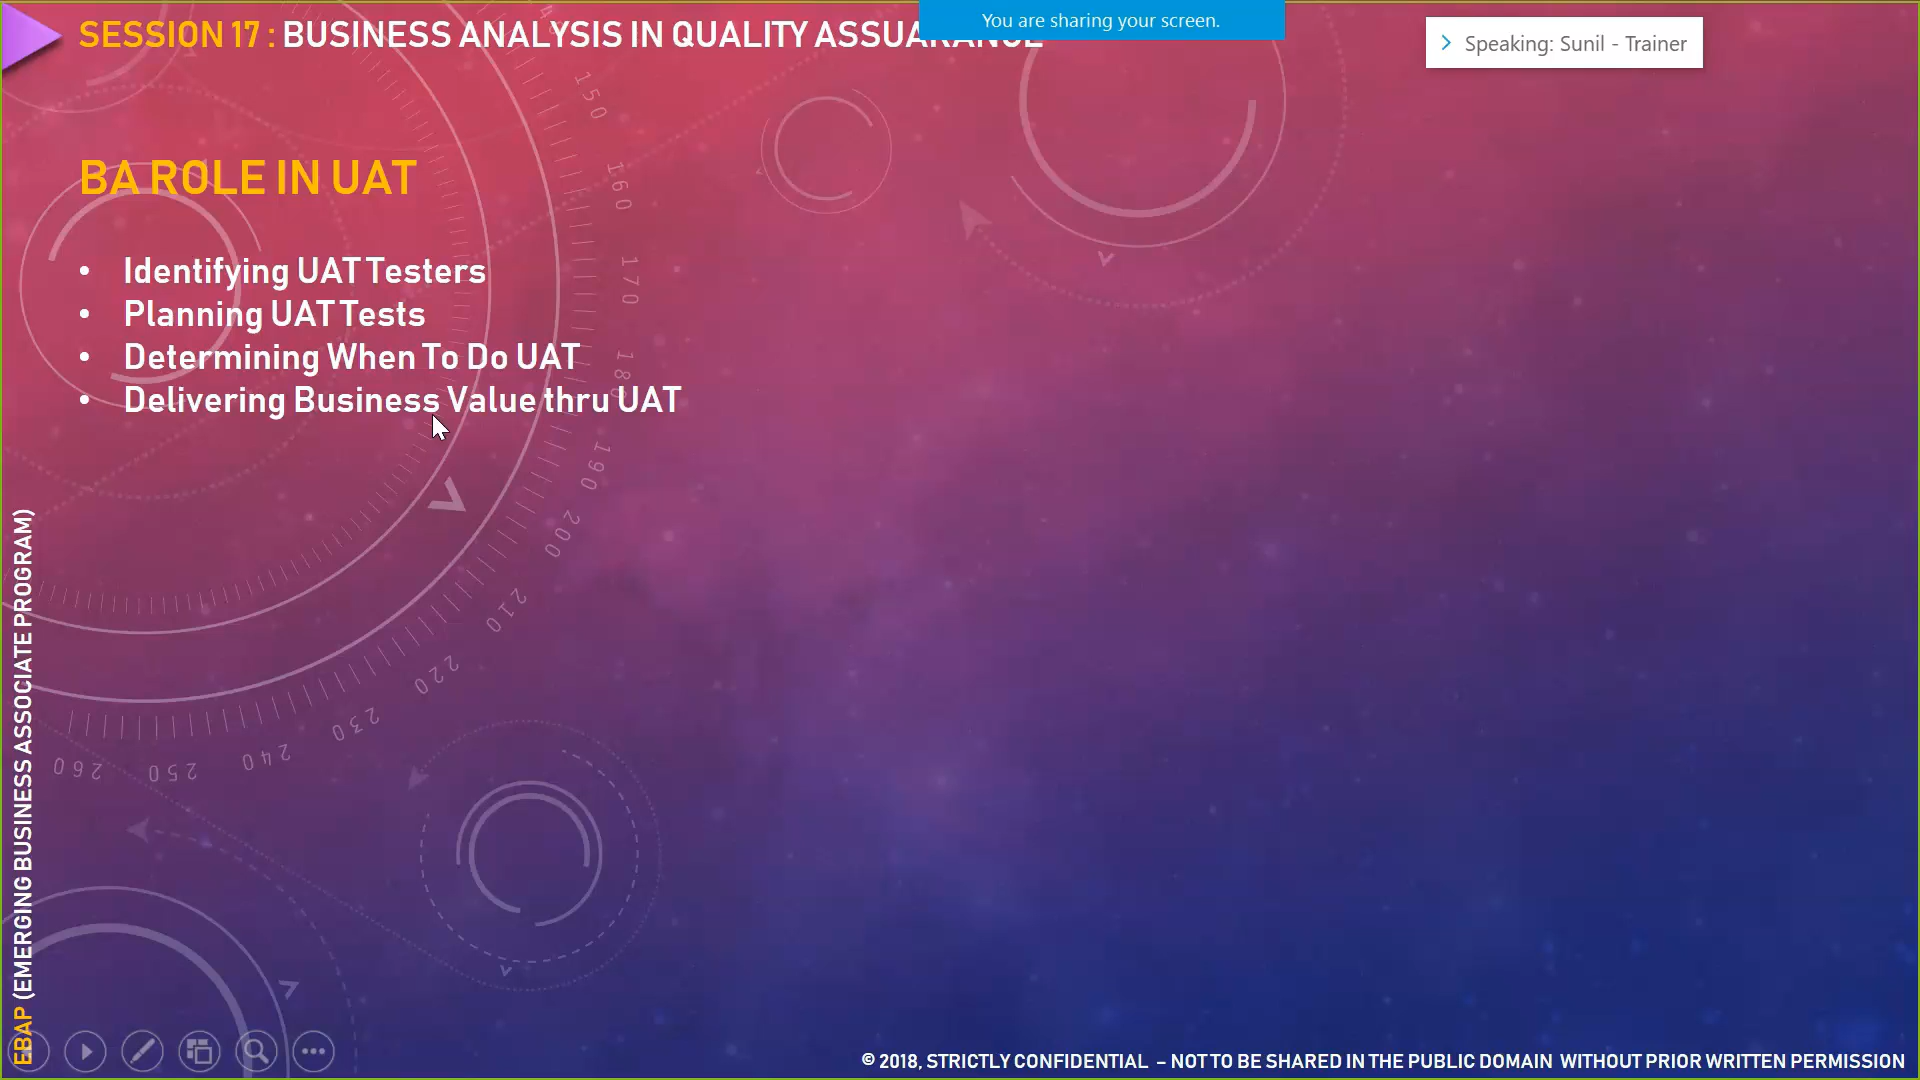 SESSION 17 : BUSINESS ANALYSIS IN QUALITY
You are sharing your screen.
Speaking: Sunil - Trainer
BA ROLE IN UAT
• Identifying UAT Testers
• Planning UAT Tests
• Determining When To Do UAT
• Delivering Business Value thru UAT
150
160
170
180
190
200
210
220
230
240
250
260
EBAP (EMERGING BUSINESS ASSOCIATE PROGRAM)
© 2018, STRICTLY CONFIDENTIAL – NOT TO BE SHARED IN THE PUBLIC DOMAIN WITHOUT PRIOR WRITTEN PERMISSION